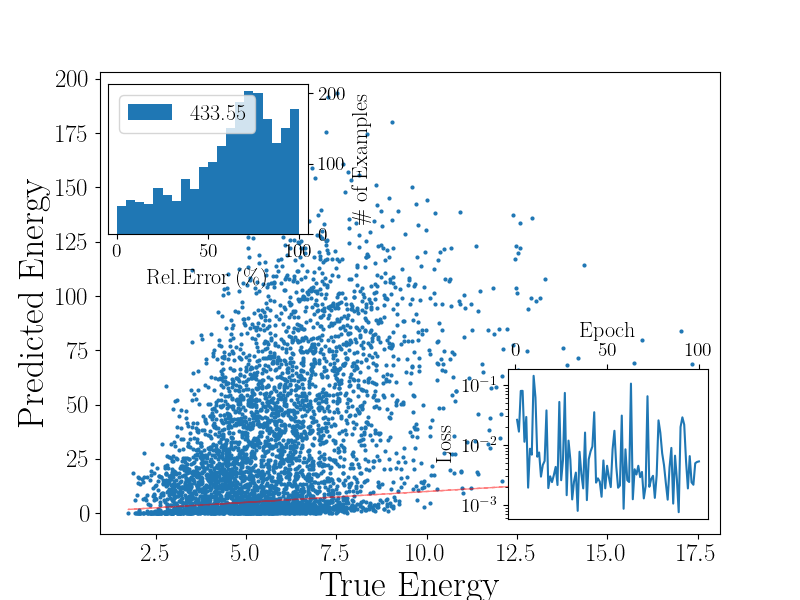 200
175
150
125
100
75
50
25
0
Predicted Energy
2.5 5.0 7.5 10.0 12.5 15.0 17.5
True Energy
433.55
200
100
0
# of Examples
0 50 100
Rel.Error (%)
Epoch
0 50 100
10⁻¹
10⁻²
10⁻³
Loss